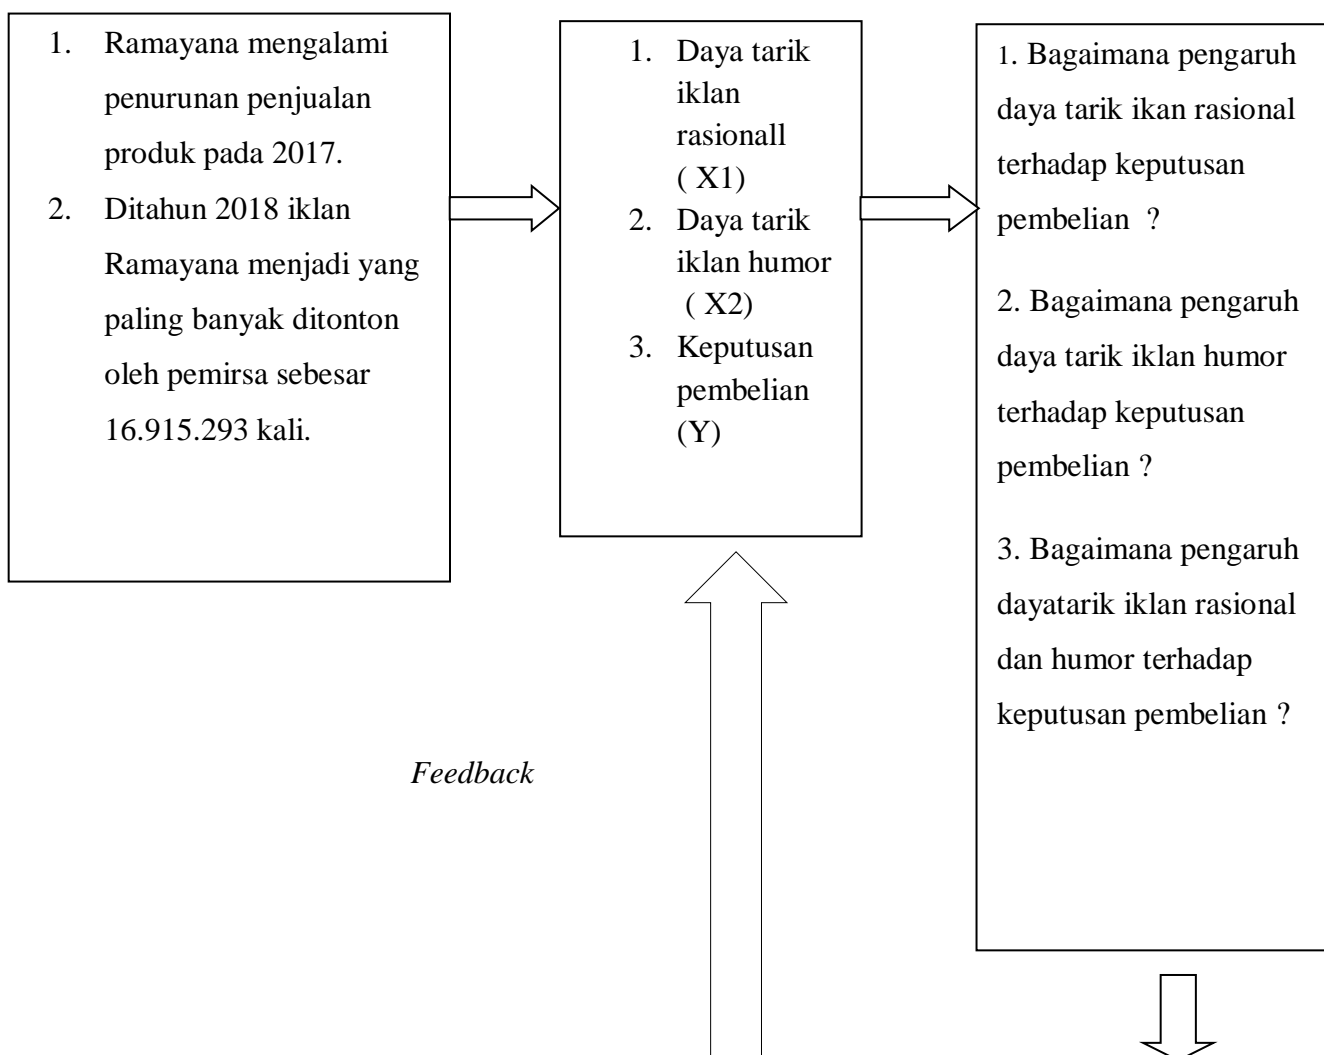 1. Ramayana mengalami
penurunan penjualan
produk pada 2017.
2. Ditahun 2018 iklan
Ramayana menjadi yang
paling banyak ditonton
oleh pemirsa sebesar
16.915.293 kali.
1. Daya tarik
iklan
rasionall
( X1)
2. Daya tarik
iklan humor
( X2)
3. Keputusan
pembelian
(Y)
1. Bagaimana pengaruh
daya tarik ikan rasional
terhadap keputusan
pembelian ?
2. Bagaimana pengaruh
daya tarik iklan humor
terhadap keputusan
pembelian ?
3. Bagaimana pengaruh
dayatarik iklan rasional
dan humor terhadap
keputusan pembelian ?
Feedback